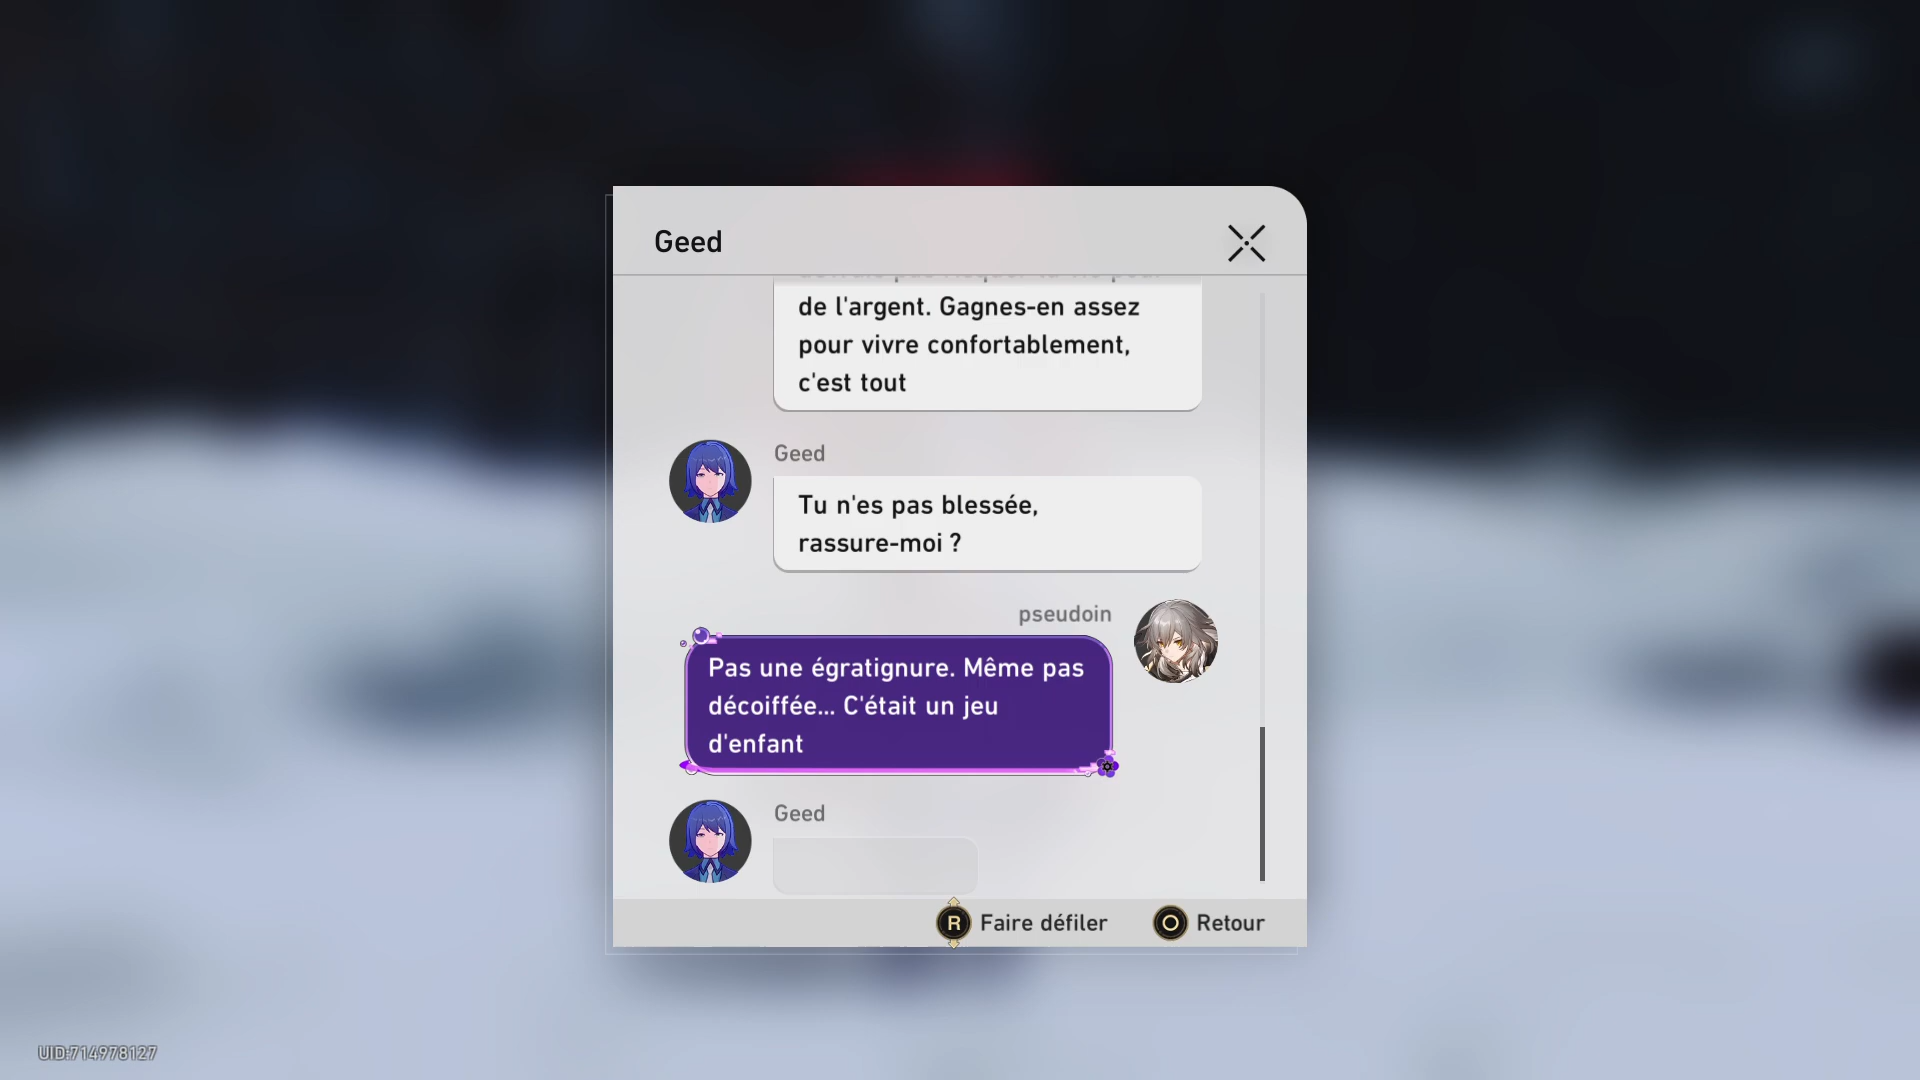 Geed
de l'argent. Gagnes-en assez
pour vivre confortablement,
c'est tout
Geed
Tu n'es pas blessée,
rassure-moi ?
pseudoin
Pas une égratignure. Même pas
décoiffée... C'était un jeu
d'enfant
Geed
R Faire défiler
Retour
UID:714978127